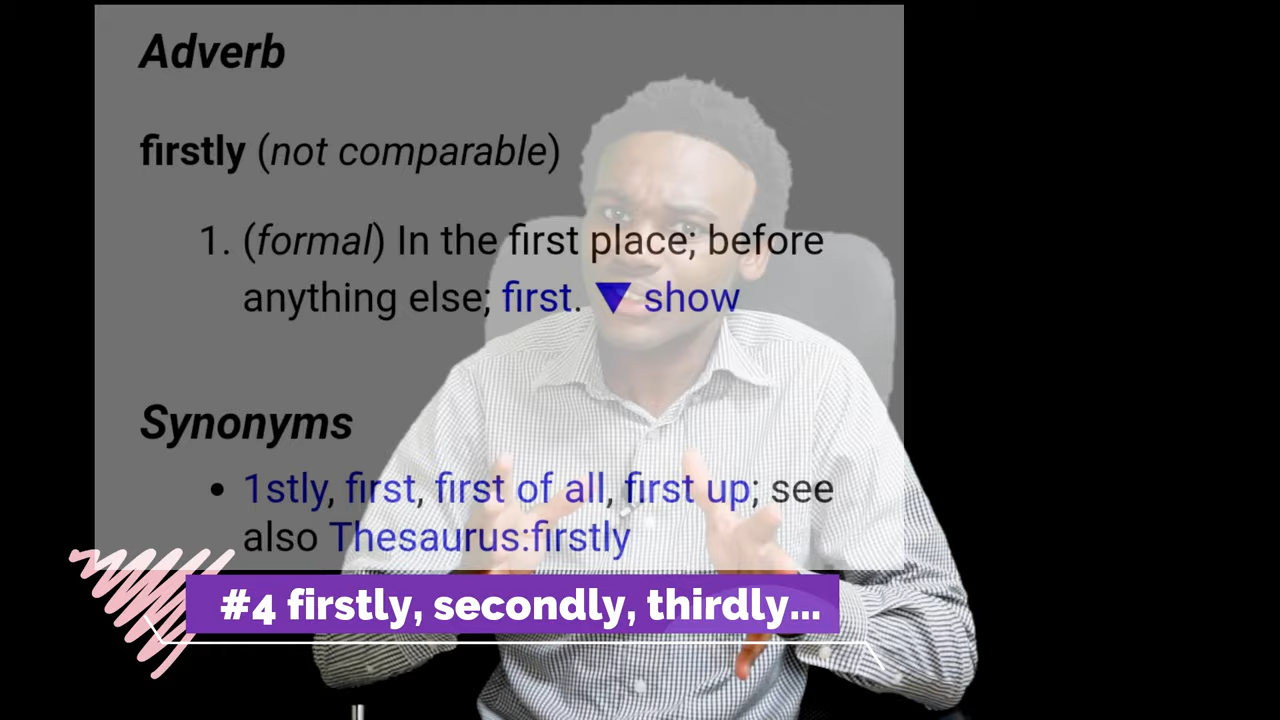 Adverb
firstly (not comparable)
1. (formal) In the first place; before
anything else; first. ▼ show
Synonyms
• 1stly, first, first of all, first up; see
also Thesaurus:firstly
#4 firstly, secondly, thirdly...